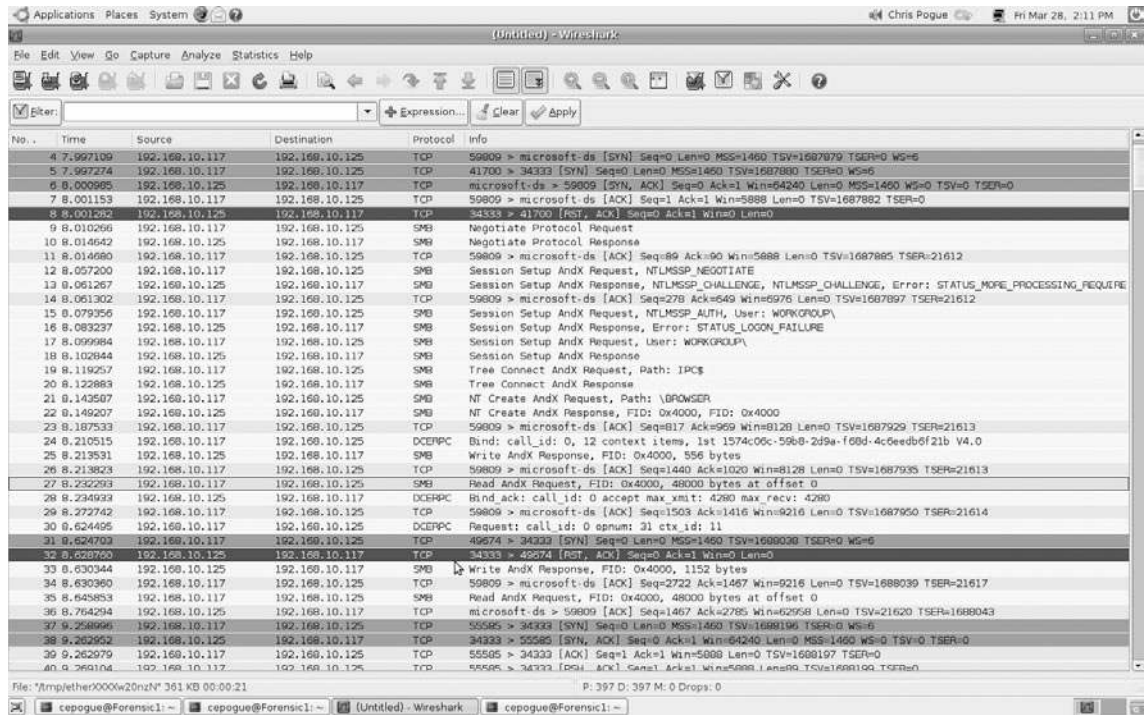 Applications Places System Chris Pogue Fri Mar 28, 2:11 PM
(Untitled) - Wireshark
File Edit View Go Capture Analyze Statistics Help
Filter: Expression... Clear Apply
No. . Time Source Destination Protocol Info
4 7.997109 192.168.10.117 192.168.10.125 TCP 59809 > microsoft-ds [SYN] Seq=0 Len=0 MSS=1460 TSV=1687879 TSER=0 WS=6
5 7.997274 192.168.10.117 192.168.10.125 TCP 41700 > 34333 [SYN] Seq=0 Len=0 MSS=1460 TSV=1687880 TSER=0 WS=6
6 8.000985 192.168.10.125 192.168.10.117 TCP microsoft-ds > 59809 [SYN, ACK] Seq=0 Ack=1 Win=64240 Len=0 MSS=1460 WS=0 TSV=0 TSER=0
7 8.001153 192.168.10.117 192.168.10.125 TCP 59809 > microsoft-ds [ACK] Seq=1 Ack=1 Win=5888 Len=0 TSV=1687882 TSER=0
8 8.001282 192.168.10.125 192.168.10.117 TCP 34333 > 41700 [RST, ACK] Seq=0 Ack=1 Win=0 Len=0
9 8.010266 192.168.10.117 192.168.10.125 SMB Negotiate Protocol Request
10 8.014642 192.168.10.125 192.168.10.117 SMB Negotiate Protocol Response
11 8.014680 192.168.10.117 192.168.10.125 TCP 59809 > microsoft-ds [ACK] Seq=89 Ack=90 Win=5888 Len=0 TSV=1687885 TSER=21612
12 8.057200 192.168.10.117 192.168.10.125 SMB Session Setup AndX Request, NTLMSSP_NEGOTIATE
13 8.061267 192.168.10.125 192.168.10.117 SMB Session Setup AndX Response, NTLMSSP_CHALLENGE, NTLMSSP_CHALLENGE, Error: STATUS_MORE_PROCESSING_REQUIRE
14 8.061302 192.168.10.117 192.168.10.125 TCP 59809 > microsoft-ds [ACK] Seq=278 Ack=649 Win=6976 Len=0 TSV=1687897 TSER=21612
15 8.079356 192.168.10.117 192.168.10.125 SMB Session Setup AndX Request, NTLMSSP_AUTH, User: WORKGROUP\
16 8.083237 192.168.10.125 192.168.10.117 SMB Session Setup AndX Response, Error: STATUS_LOGON_FAILURE
17 8.099984 192.168.10.117 192.168.10.125 SMB Session Setup AndX Request, User: WORKGROUP\
18 8.102844 192.168.10.125 192.168.10.117 SMB Session Setup AndX Response
19 8.119257 192.168.10.117 192.168.10.125 SMB Tree Connect AndX Request, Path: IPC$
20 8.122883 192.168.10.125 192.168.10.117 SMB Tree Connect AndX Response
21 8.143587 192.168.10.117 192.168.10.125 SMB NT Create AndX Request, Path: \BROWSER
22 8.149207 192.168.10.125 192.168.10.117 SMB NT Create AndX Response, FID: 0x4000, FID: 0x4000
23 8.187533 192.168.10.117 192.168.10.125 TCP 59809 > microsoft-ds [ACK] Seq=817 Ack=969 Win=8128 Len=0 TSV=1687929 TSER=21613
24 8.210515 192.168.10.117 192.168.10.125 DCERPC Bind: call_id: 0, 12 context items, 1st 1574c06c-59b8-2d9a-f68d-4c6eedb6f21b V4.0
25 8.213531 192.168.10.125 192.168.10.117 SMB Write AndX Response, FID: 0x4000, 556 bytes
26 8.213823 192.168.10.117 192.168.10.125 TCP 59809 > microsoft-ds [ACK] Seq=1440 Ack=1020 Win=8128 Len=0 TSV=1687935 TSER=21613
27 8.232293 192.168.10.117 192.168.10.125 SMB Read AndX Request, FID: 0x4000, 48000 bytes at offset 0
28 8.234933 192.168.10.125 192.168.10.117 DCERPC Bind_ack: call_id: 0 accept max_xmit: 4280 max_recv: 4280
29 8.272742 192.168.10.117 192.168.10.125 TCP 59809 > microsoft-ds [ACK] Seq=1503 Ack=1416 Win=9216 Len=0 TSV=1687950 TSER=21614
30 8.624495 192.168.10.117 192.168.10.125 DCERPC Request: call_id: 0 opnum: 31 ctx_id: 11
31 8.624703 192.168.10.117 192.168.10.125 TCP 49674 > 34333 [SYN] Seq=0 Len=0 MSS=1460 TSV=1688038 TSER=0 WS=6
32 8.628760 192.168.10.125 192.168.10.117 TCP 34333 > 49674 [RST, ACK] Seq=0 Ack=1 Win=0 Len=0
33 8.630344 192.168.10.125 192.168.10.117 SMB Write AndX Response, FID: 0x4000, 1152 bytes
34 8.630360 192.168.10.117 192.168.10.125 TCP 59809 > microsoft-ds [ACK] Seq=2722 Ack=1467 Win=9216 Len=0 TSV=1688039 TSER=21617
35 8.645853 192.168.10.117 192.168.10.125 SMB Read AndX Request, FID: 0x4000, 48000 bytes at offset 0
36 8.764294 192.168.10.125 192.168.10.117 TCP microsoft-ds > 59809 [ACK] Seq=1467 Ack=2785 Win=62958 Len=0 TSV=21620 TSER=1688043
37 9.258996 192.168.10.117 192.168.10.125 TCP 55585 > 34333 [SYN] Seq=0 Len=0 MSS=1460 TSV=1688196 TSER=0 WS=6
38 9.262952 192.168.10.125 192.168.10.117 TCP 34333 > 55585 [SYN, ACK] Seq=0 Ack=1 Win=64240 Len=0 MSS=1460 WS=0 TSV=0 TSER=0
39 9.262979 192.168.10.117 192.168.10.125 TCP 55585 > 34333 [ACK] Seq=1 Ack=1 Win=5888 Len=0 TSV=1688197 TSER=0
40 9.269104 192.168.10.117 192.168.10.125 TCP 55585 > 34333 [PSH, ACK] Seq=1 Ack=1 Win=5888 Len=89 TSV=1688199 TSER=0
File: "/tmp/etherXXXXw20nzN" 361 KB 00:00:21 P: 397 D: 397 M: 0 Drops: 0
cepogue@Forensic1: ~ cepogue@Forensic1: ~ (Untitled) - Wireshark cepogue@Forensic1: ~